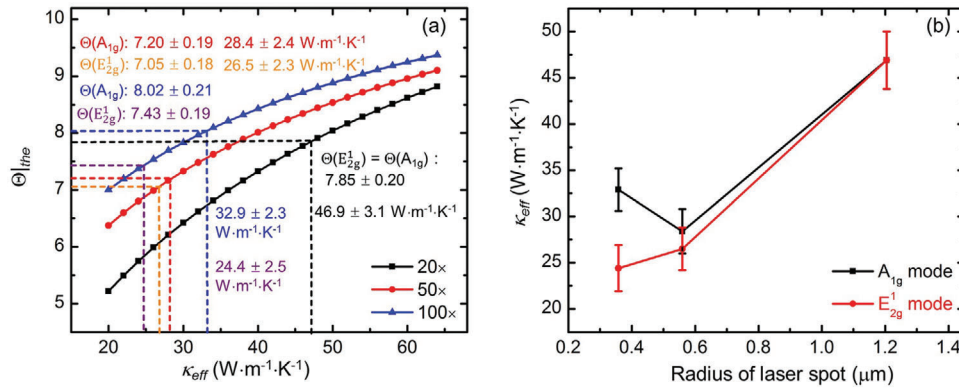 (a)
Θ(A₁g): 7.20 ± 0.19 28.4 ± 2.4 W·m⁻¹·K⁻¹
Θ(E¹₂g): 7.05 ± 0.18 26.5 ± 2.3 W·m⁻¹·K⁻¹
Θ(A₁g): 8.02 ± 0.21
Θ(E¹₂g): 7.43 ± 0.19
Θ(E¹₂g) = Θ(A₁g) :
7.85 ± 0.20
46.9 ± 3.1 W·m⁻¹·K⁻¹
32.9 ± 2.3
W·m⁻¹·K⁻¹
24.4 ± 2.5
W·m⁻¹·K⁻¹
20×
50×
100×
Θ|the
10
9
8
7
6
5
20 30 40 50 60
κeff (W·m⁻¹·K⁻¹)
(b)
κeff (W·m⁻¹·K⁻¹)
50
45
40
35
30
25
20
A₁g mode
E¹₂g mode
0.2 0.4 0.6 0.8 1.0 1.2 1.4
Radius of laser spot (μm)